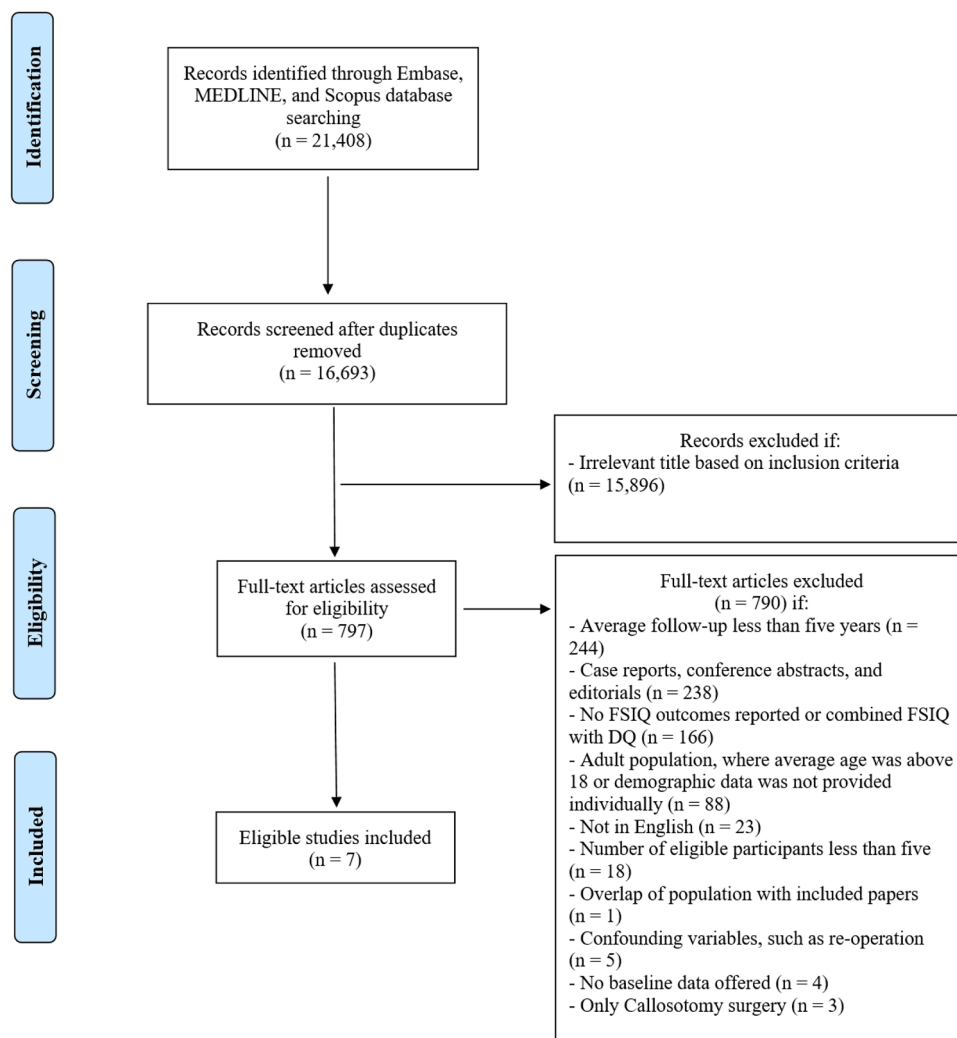 Identification
Records identified through Embase,
MEDLINE, and Scopus database
searching
(n = 21,408)
Screening
Records screened after duplicates
removed
(n = 16,693)
Records excluded if:
- Irrelevant title based on inclusion criteria
(n = 15,896)
Eligibility
Full-text articles assessed
for eligibility
(n = 797)
Full-text articles excluded
(n = 790) if:
- Average follow-up less than five years (n =
244)
- Case reports, conference abstracts, and
editorials (n = 238)
- No FSIQ outcomes reported or combined FSIQ
with DQ (n = 166)
- Adult population, where average age was above
18 or demographic data was not provided
individually (n = 88)
- Not in English (n = 23)
- Number of eligible participants less than five
(n = 18)
- Overlap of population with included papers
(n = 1)
- Confounding variables, such as re-operation
(n = 5)
- No baseline data offered (n = 4)
- Only Callosotomy surgery (n = 3)
Included
Eligible studies included
(n = 7)